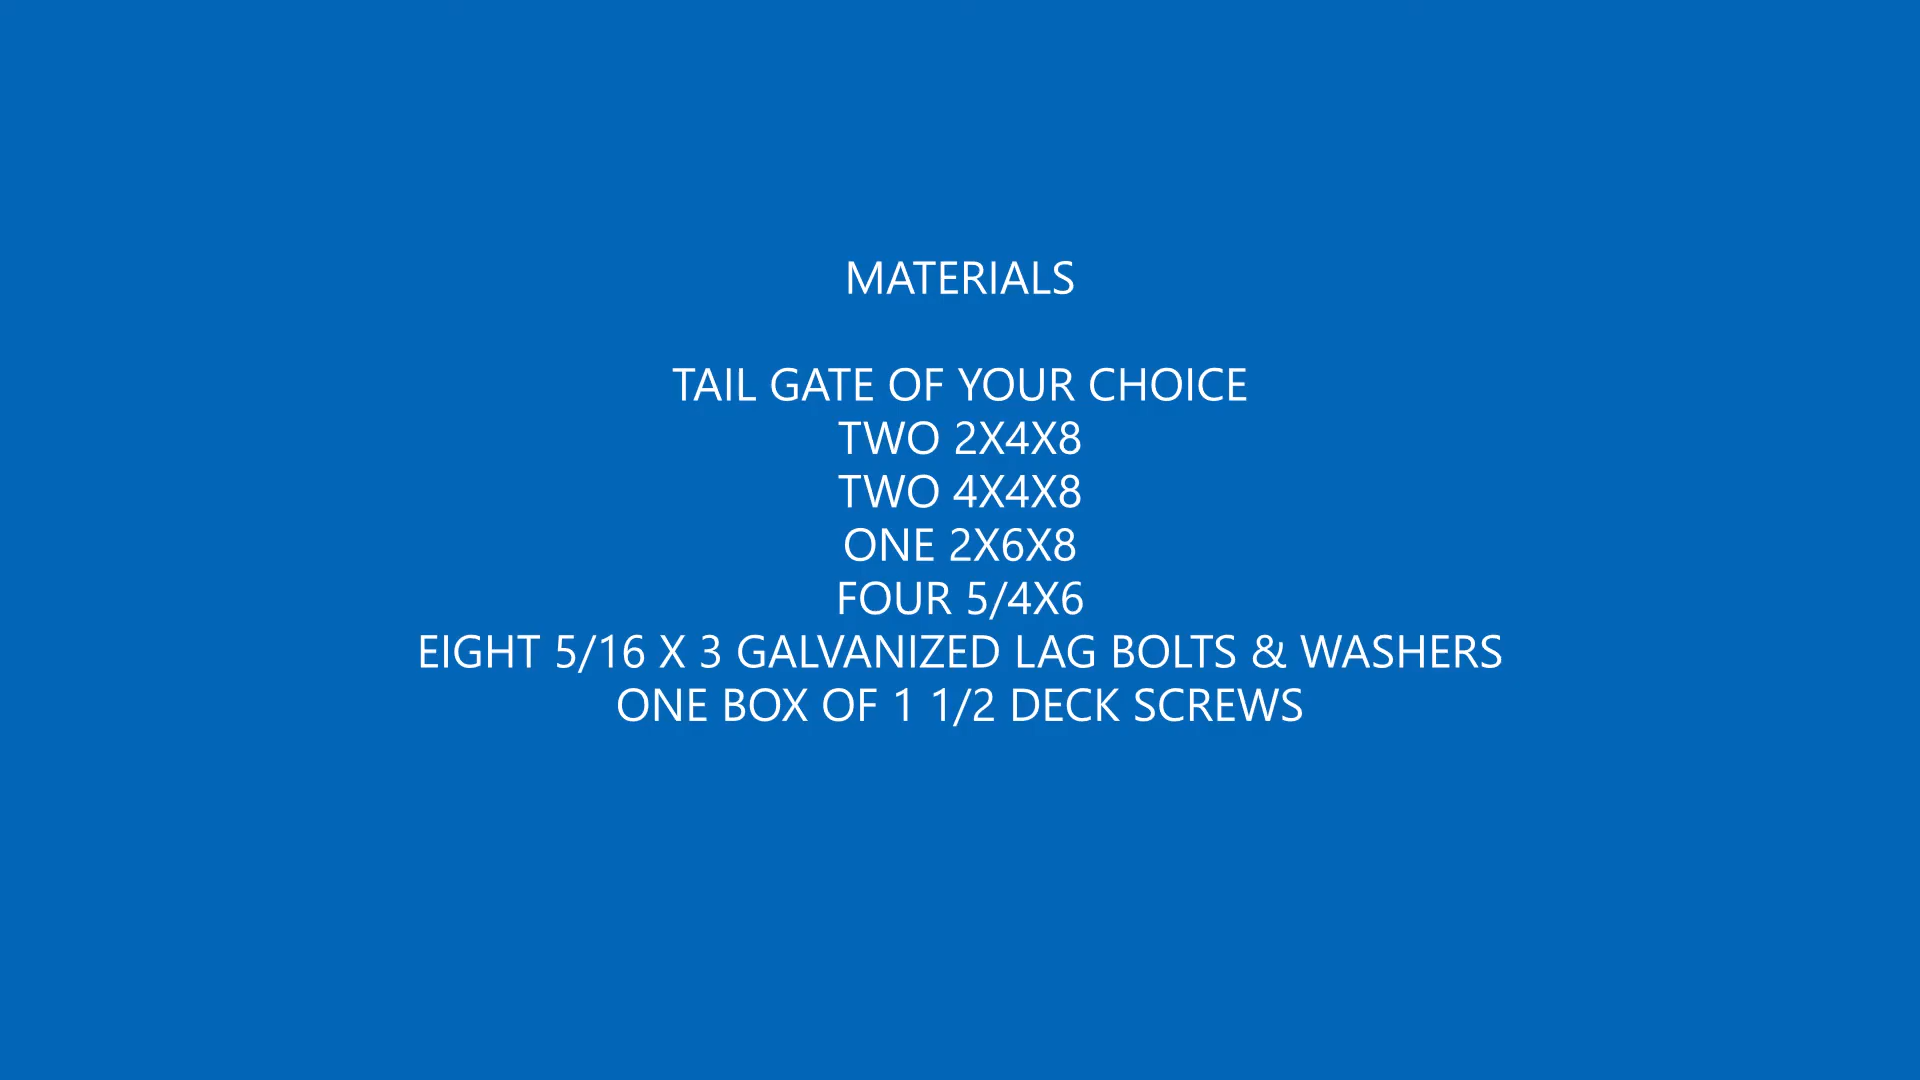 MATERIALS
TAIL GATE OF YOUR CHOICE
TWO 2X4X8
TWO 4X4X8
ONE 2X6X8
FOUR 5/4X6
EIGHT 5/16 X 3 GALVANIZED LAG BOLTS & WASHERS
ONE BOX OF 1 1/2 DECK SCREWS